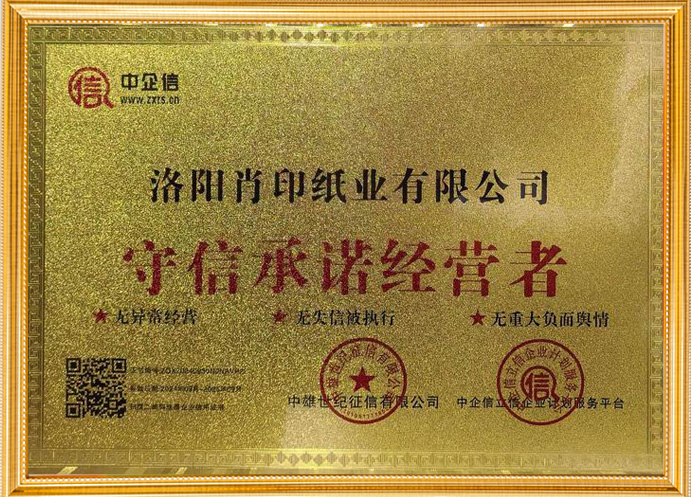 中企信
www.zxrs.cn
洛阳肖印纸业有限公司
守信承诺经营者
★无异常经营 ★无失信被执行 ★无重大负面舆情
中雄世纪征信有限公司 中企信立信企业计划服务平台